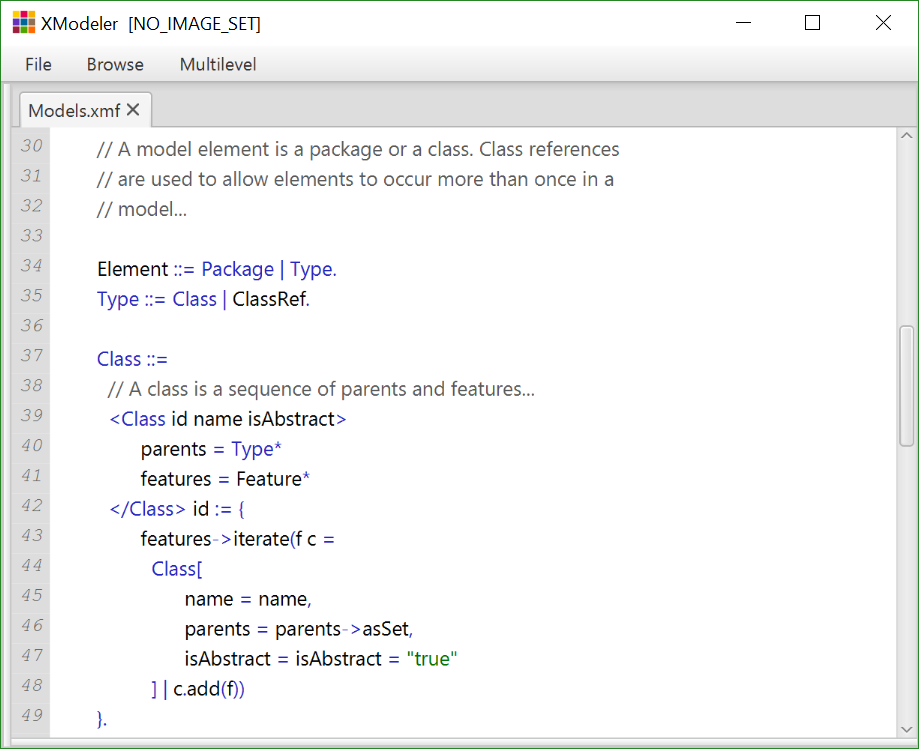 XModeler [NO_IMAGE_SET]
File Browse Multilevel
Models.xmf
30 // A model element is a package or a class. Class references
31 // are used to allow elements to occur more than once in a
32 // model...
33
34 Element ::= Package | Type.
35 Type ::= Class | ClassRef.
36
37 Class ::=
38 // A class is a sequence of parents and features...
39 <Class id name isAbstract>
40 parents = Type*
41 features = Feature*
42 </Class> id := {
43 features->iterate(f c =
44 Class[
45 name = name,
46 parents = parents->asSet,
47 isAbstract = isAbstract = "true"
48 ] | c.add(f))
49 }.